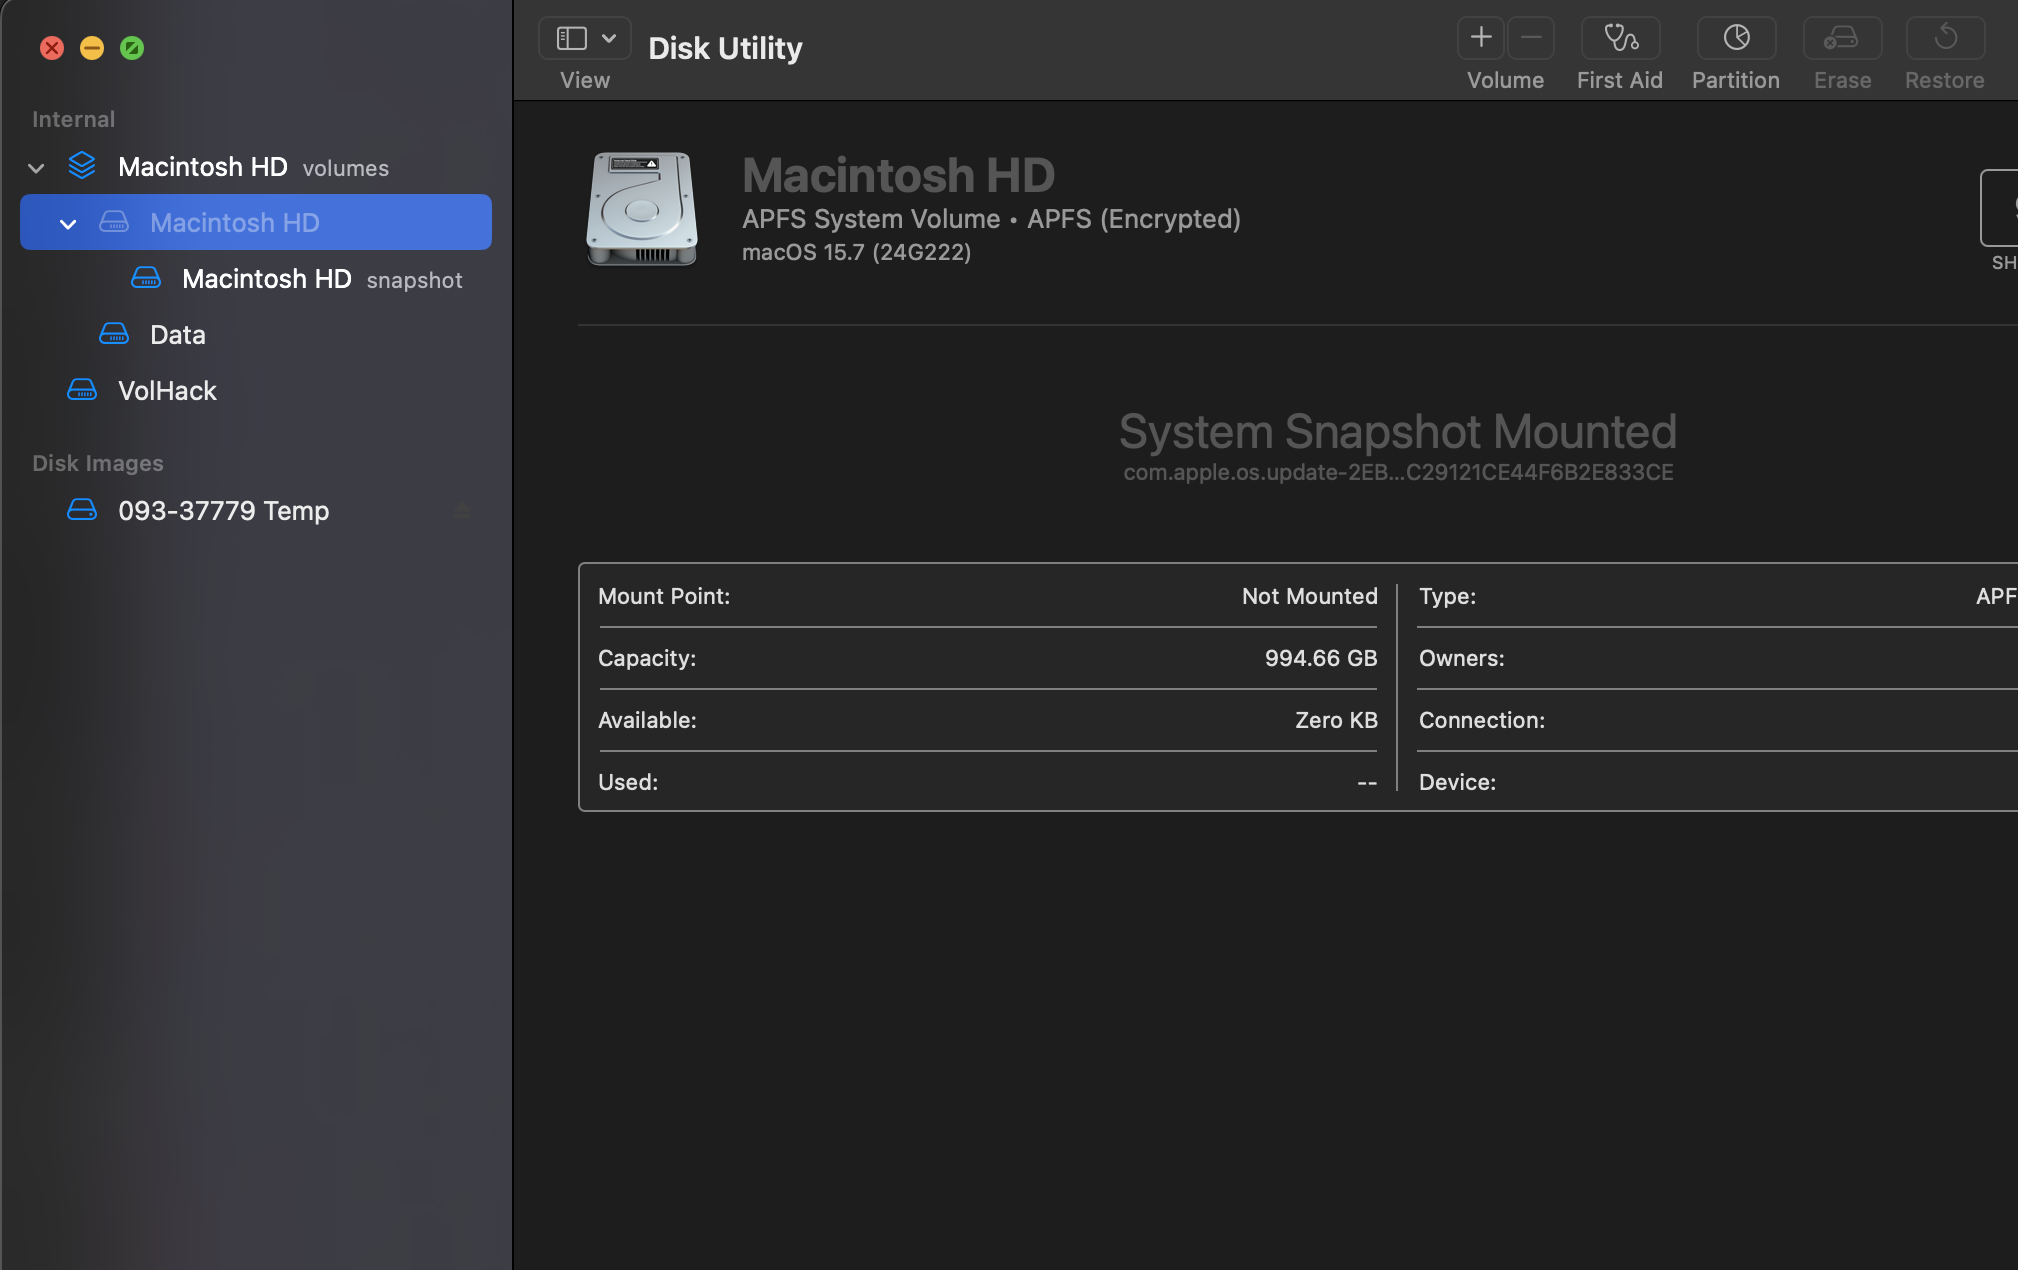 View
Disk Utility
Volume
First Aid
Partition
Erase
Restore
Internal
Macintosh HD volumes
Macintosh HD
Macintosh HD snapshot
Data
VolHack
Disk Images
093-37779 Temp
Macintosh HD
APFS System Volume • APFS (Encrypted)
macOS 15.7 (24G222)
SH
System Snapshot Mounted
com.apple.os.update-2EB...C29121CE44F6B2E833CE
Mount Point: Not Mounted
Type: APF
Capacity: 994.66 GB
Owners:
Available: Zero KB
Connection:
Used: --
Device: